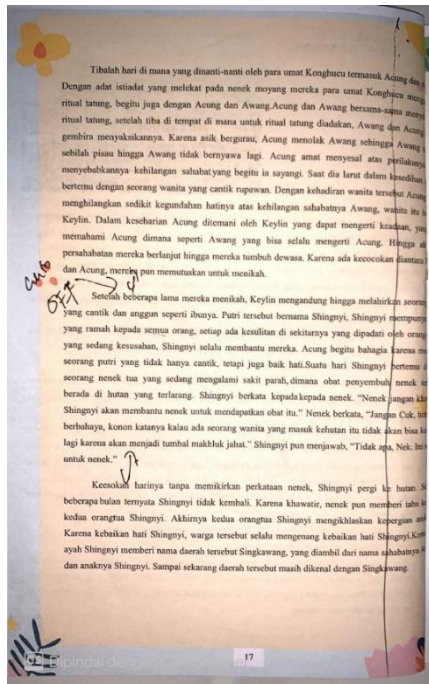 Tibalah hari di mana yang dinanti-nanti oleh para umat Konghucu termasuk Acung dan
Dengan adat istiadat yang melekat pada nenek moyang mereka para umat Konghucu
ritual tatung, begitu juga dengan Acung dan Awang.Acung dan Awang bersama-sama
ritual tatung, setelah tiba di tempat di mana untuk ritual tatung diadakan, Awang dan Acung
gembira menyaksikannya. Karena asik bergurau, Acung menolak Awang sehingga Awang
sebilah pisau hingga Awang tidak bernyawa lagi. Acung amat menyesal atas perilakunya
menyebabkannya kehilangan sahabat yang begitu ia sayangi. Saat dia larut dalam kesedihan
bertemu dengan seorang wanita yang cantik rupawan. Dengan kehadiran wanita tersebut Acung
menghilangkan sedikit kegundahan hatinya atas kehilangan sahabatnya Awang, wanita itu
Keylin. Dalam keseharian Acung ditemani oleh Keylin yang dapat mengerti keadaan, yang
memahami Acung dimana seperti Awang yang bisa selalu mengerti Acung. Hingga
persahabatan mereka berlanjut hingga mereka tumbuh dewasa. Karena ada kecocokan diantara
dan Acung, mereka pun memutuskan untuk menikah.
Setelah beberapa lama mereka menikah, Keylin mengandung hingga melahirkan seorang
yang cantik dan anggun seperti ibunya. Putri tersebut bernama Shingnyi, Shingnyi
yang ramah kepada semua orang, setiap ada kesulitan di sekitarnya yang dipadati oleh orang
yang sedang kesusahan, Shingnyi selalu membantu mereka. Acung begitu bahagia karena
seorang putri yang tidak hanya cantik, tetapi juga baik hati.Suatu hari Shingnyi bertemu
seorang nenek tua yang sedang mengalami sakit parah,dimana obat penyembuh nenek
berada di hutan yang terlarang. Shingnyi berkata kepada nenek. "Nenek jangan
Shingnyi akan membantu nenek untuk mendapatkan obat itu." Nenek berkata, "Jangan Cuk,
berbahaya, konon katanya kalau ada seorang wanita yang masuk kehutan itu tidak akan bisa
lagi karena akan menjadi tumbal makhluk jahat." Shingnyi pun menjawab, "Tidak apa, Nek.
untuk nenek."
Keesokan harinya tanpa memikirkan perkataan nenek, Shingnyi pergi ke hutan.
beberapa bulan ternyata Shingnyi tidak kembali. Karena khawatir, nenek pun memberi tahu
kedua orangtua Shingnyi. Akhirnya kedua orangtua Shingnyi mengikhlaskan kepergian
Karena kebaikan hati Shingnyi, warga tersebut selalu mengenang kebaikan hati Shingnyi.
ayah Shingnyi memberi nama daerah tersebut Singkawang, yang diambil dari nama sahabatnya
dan anaknya Shingnyi. Sampai sekarang daerah tersebut masih dikenal dengan Singkawang.
17
Dipindai dengan